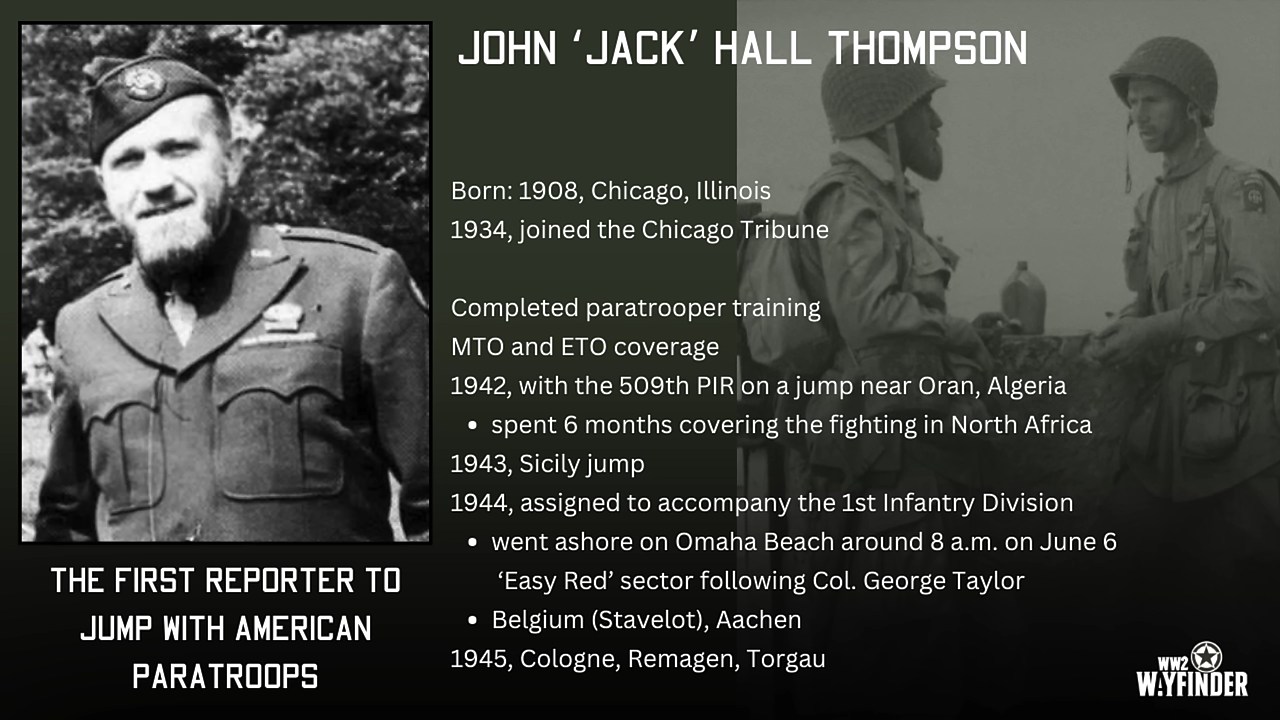 JOHN ‘JACK’ HALL THOMPSON
Born: 1908, Chicago, Illinois
1934, joined the Chicago Tribune
Completed paratrooper training
MTO and ETO coverage
1942, with the 509th PIR on a jump near Oran, Algeria
• spent 6 months covering the fighting in North Africa
1943, Sicily jump
1944, assigned to accompany the 1st Infantry Division
• went ashore on Omaha Beach around 8 a.m. on June 6
‘Easy Red’ sector following Col. George Taylor
• Belgium (Stavelot), Aachen
1945, Cologne, Remagen, Torgau
THE FIRST REPORTER TO
JUMP WITH AMERICAN
PARATROOPS
WW2
WAYFINDER